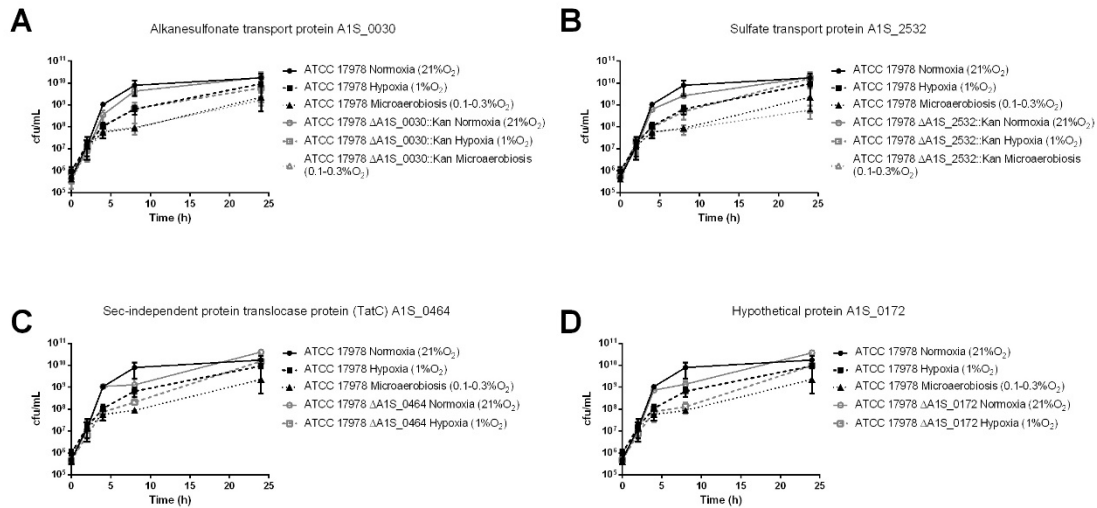 A
Alkanesulfonate transport protein A1S_0030
cfu/mL
10¹¹
10¹⁰
10⁹
10⁸
10⁷
10⁶
10⁵
0 5 10 15 20 25
Time (h)
ATCC 17978 Normoxia (21%O₂)
ATCC 17978 Hypoxia (1%O₂)
ATCC 17978 Microaerobiosis (0.1-0.3%O₂)
ATCC 17978 ΔA1S_0030::Kan Normoxia (21%O₂)
ATCC 17978 ΔA1S_0030::Kan Hypoxia (1%O₂)
ATCC 17978 ΔA1S_0030::Kan Microaerobiosis
(0.1-0.3%O₂)
B
Sulfate transport protein A1S_2532
cfu/mL
10¹¹
10¹⁰
10⁹
10⁸
10⁷
10⁶
10⁵
0 5 10 15 20 25
Time (h)
ATCC 17978 Normoxia (21%O₂)
ATCC 17978 Hypoxia (1%O₂)
ATCC 17978 Microaerobiosis (0.1-0.3%O₂)
ATCC 17978 ΔA1S_2532::Kan Normoxia (21%O₂)
ATCC 17978 ΔA1S_2532::Kan Hypoxia (1%O₂)
ATCC 17978 ΔA1S_2532::Kan Microaerobiosis
(0.1-0.3%O₂)
C
Sec-independent protein translocase protein (TatC) A1S_0464
cfu/mL
10¹¹
10¹⁰
10⁹
10⁸
10⁷
10⁶
10⁵
0 5 10 15 20 25
Time (h)
ATCC 17978 Normoxia (21%O₂)
ATCC 17978 Hypoxia (1%O₂)
ATCC 17978 Microaerobiosis (0.1-0.3%O₂)
ATCC 17978 ΔA1S_0464 Normoxia (21%O₂)
ATCC 17978 ΔA1S_0464 Hypoxia (1%O₂)
D
Hypothetical protein A1S_0172
cfu/mL
10¹¹
10¹⁰
10⁹
10⁸
10⁷
10⁶
10⁵
0 5 10 15 20 25
Time (h)
ATCC 17978 Normoxia (21%O₂)
ATCC 17978 Hypoxia (1%O₂)
ATCC 17978 Microaerobiosis (0.1-0.3%O₂)
ATCC 17978 ΔA1S_0172 Normoxia (21%O₂)
ATCC 17978 ΔA1S_0172 Hypoxia (1%O₂)